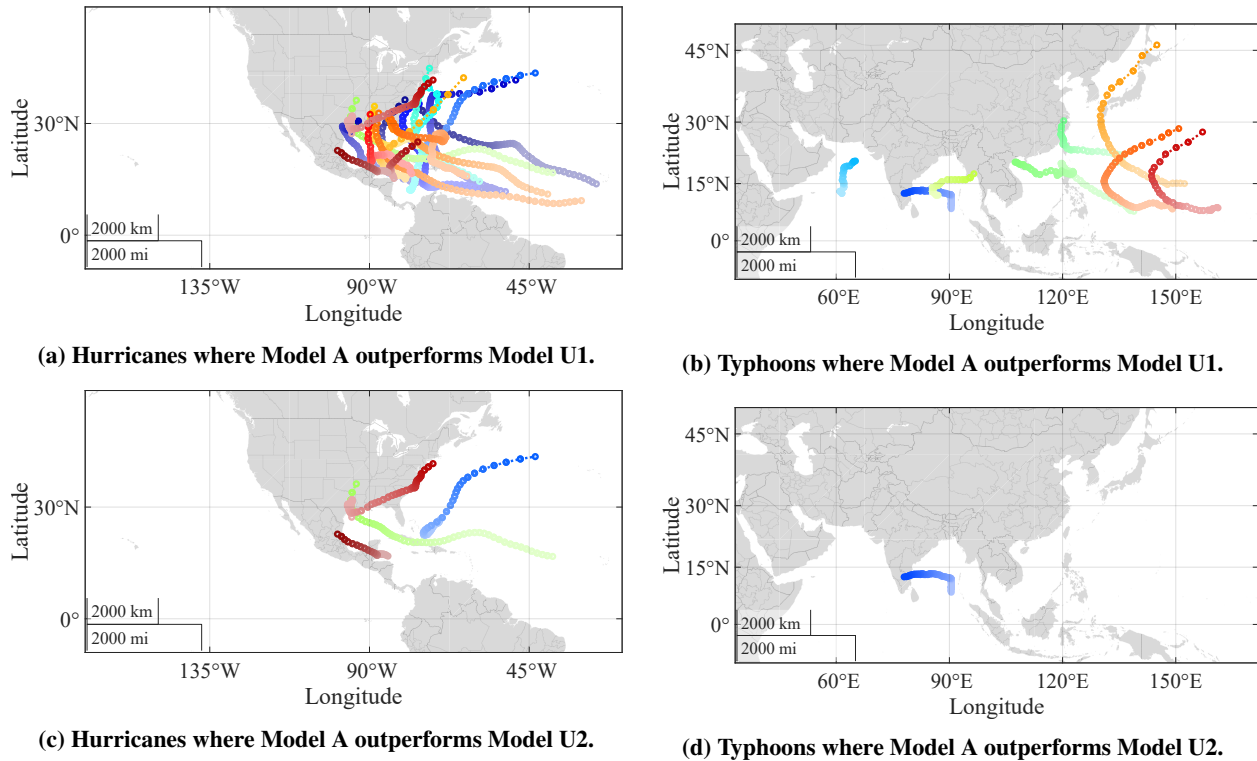 Latitude
30°N
0°
2000 km
2000 mi
135°W
90°W
45°W
Longitude
(a) Hurricanes where Model A outperforms Model U1.
Latitude
45°N
30°N
15°N
0°
2000 km
2000 mi
60°E
90°E
120°E
150°E
Longitude
(b) Typhoons where Model A outperforms Model U1.
Latitude
30°N
0°
2000 km
2000 mi
135°W
90°W
45°W
Longitude
(c) Hurricanes where Model A outperforms Model U2.
Latitude
45°N
30°N
15°N
0°
2000 km
2000 mi
60°E
90°E
120°E
150°E
Longitude
(d) Typhoons where Model A outperforms Model U2.